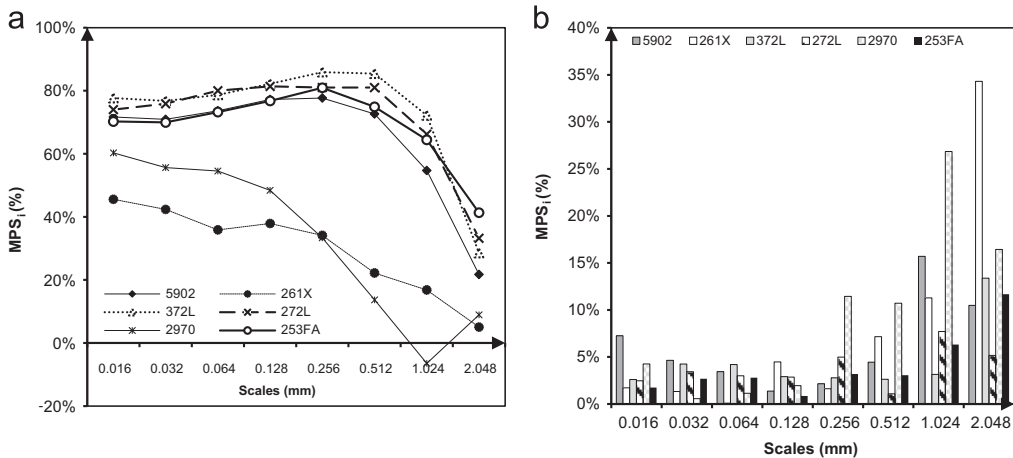 a
100%
80%
60%
40%
20%
0%
-20%
MPSi (%)
5902 261X
372L 272L
2970 253FA
0.016 0.032 0.064 0.128 0.256 0.512 1.024 2.048
Scales (mm)
b
40%
35%
30%
25%
20%
15%
10%
5%
0%
MPSi (%)
5902 261X 372L 272L 2970 253FA
0.016 0.032 0.064 0.128 0.256 0.512 1.024 2.048
Scales (mm)